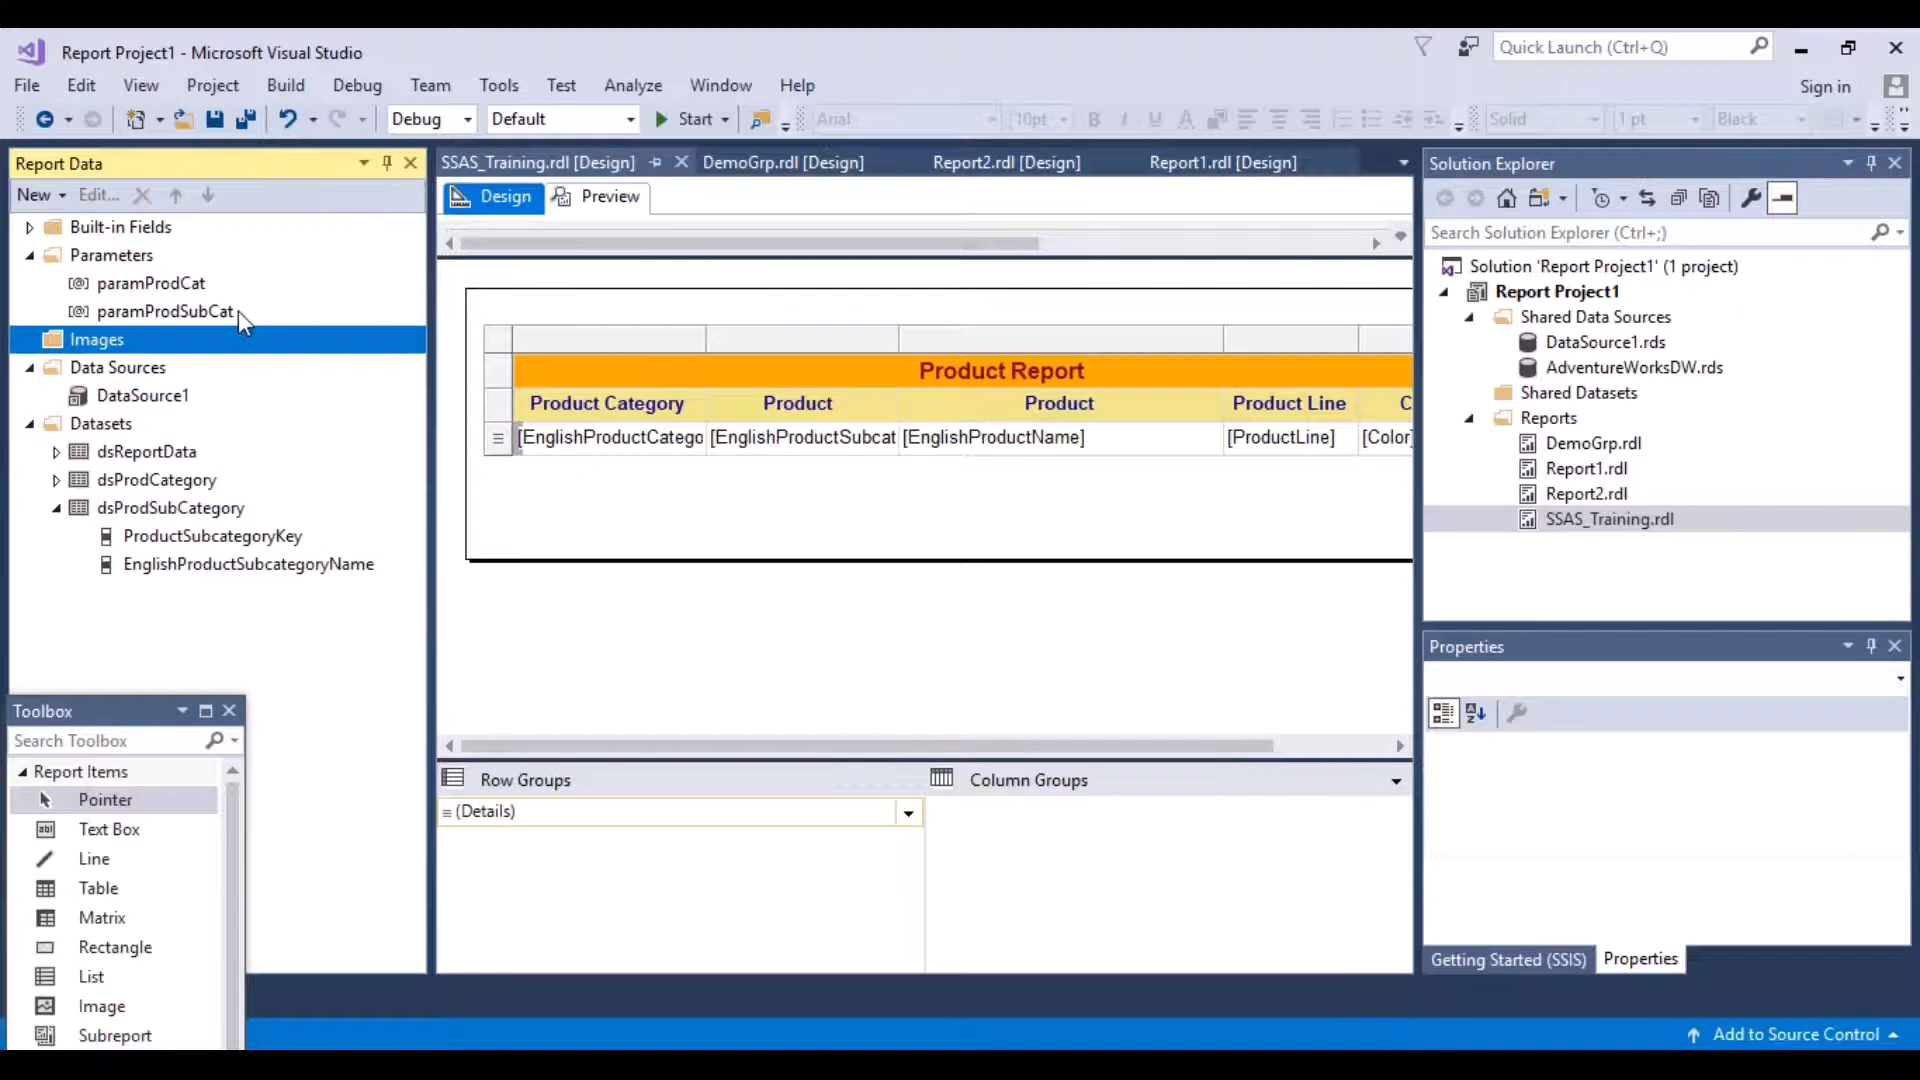 Report Project1 - Microsoft Visual Studio
Quick Launch (Ctrl+Q)
File Edit View Project Build Debug Team Tools Test Analyze Window Help
Sign in
Debug Default Start Arial 10pt B I U A Solid 1 pt Black
Report Data
New Edit...
Built-in Fields
Parameters
[@] paramProdCat
[@] paramProdSubCat
Images
Data Sources
DataSource1
Datasets
dsReportData
dsProdCategory
dsProdSubCategory
ProductSubcategoryKey
EnglishProductSubcategoryName
Toolbox
Search Toolbox
Report Items
Pointer
Text Box
Line
Table
Matrix
Rectangle
List
Image
Subreport
SSAS_Training.rdl [Design] DemoGrp.rdl [Design] Report2.rdl [Design] Report1.rdl [Design]
Design Preview
Product Report
Product Category Product Product Product Line C
[EnglishProductCatego [EnglishProductSubcat [EnglishProductName] [ProductLine] [Color]
Row Groups Column Groups
(Details)
Solution Explorer
Search Solution Explorer (Ctrl+;)
Solution 'Report Project1' (1 project)
Report Project1
Shared Data Sources
DataSource1.rds
AdventureWorksDW.rds
Shared Datasets
Reports
DemoGrp.rdl
Report1.rdl
Report2.rdl
SSAS_Training.rdl
Properties
Getting Started (SSIS) Properties
Add to Source Control